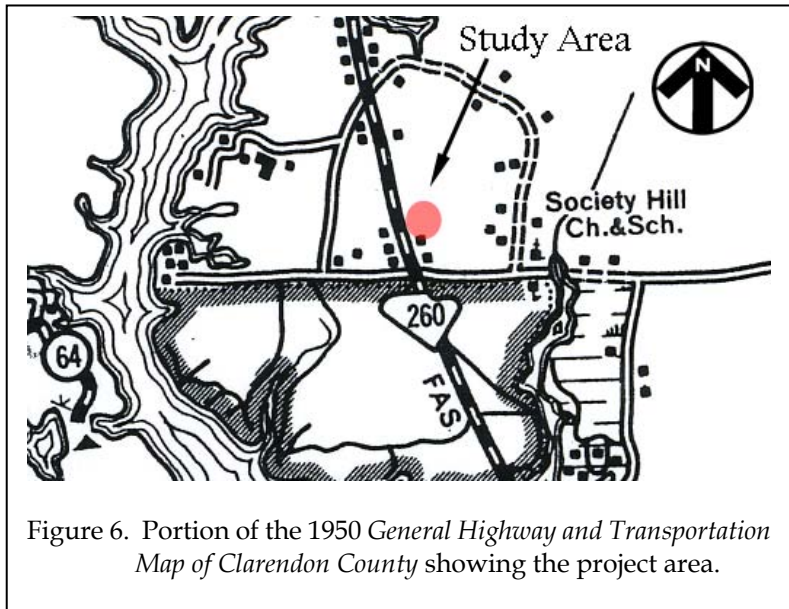 Study Area
N
Society Hill
Ch.&Sch.
260
64
FAS
Figure 6. Portion of the 1950 General Highway and Transportation
Map of Clarendon County showing the project area.